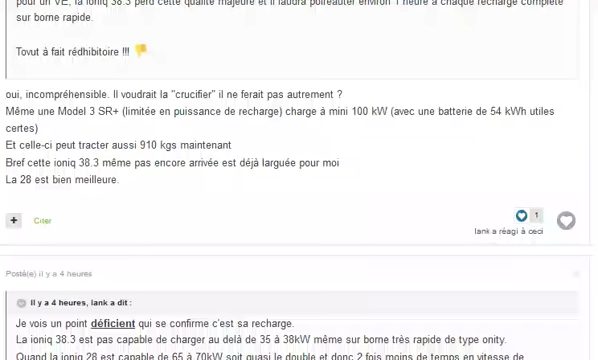 pour un VE, la Ioniq 38.3 perd cette qualité majeure et il faudra poireauter environ 1 heure à chaque recharge complète
sur borne rapide.
Tovut à fait rédhibitoire !!!
oui, incompréhensible. Il voudrait la "crucifier" il ne ferait pas autrement ?
Même une Model 3 SR+ (limitée en puissance de recharge) charge à mini 100 kW (avec une batterie de 54 kWh utiles
certes)
Et celle-ci peut tracter aussi 910 kgs maintenant
Bref cette ioniq 38.3 même pas encore arrivée est déjà larguée pour moi
La 28 est bien meilleure.
+ Citer
1
Iank a réagi à ceci
Posté(e) il y a 4 heures
Il y a 4 heures, Iank a dit :
Je vois un point déficient qui se confirme c'est sa recharge.
La ioniq 38.3 est pas capable de charger au delà de 35 à 38kW même sur borne très rapide de type onity.
Quand la ioniq 28 est capable de 65 à 70kW soit quasi le double et donc 2 fois moins de temps en vitesse de